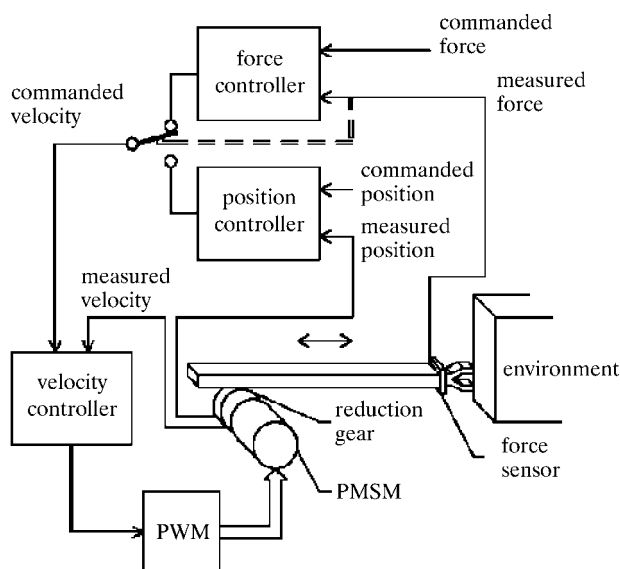 commanded
force
force
controller
measured
force
commanded
velocity
commanded
position
position
controller
measured
position
measured
velocity
velocity
controller
environment
reduction
gear
force
sensor
PMSM
PWM